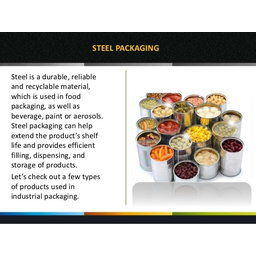 STEEL PACKAGING
Steel is a durable, reliable
and recyclable material,
which is used in food
packaging, as well as
beverage, paint or aerosols.
Steel packaging can help
extend the product's shelf
life and provides efficient
filling, dispensing, and
storage of products.
Let's check out a few types
of products used in
industrial packaging.